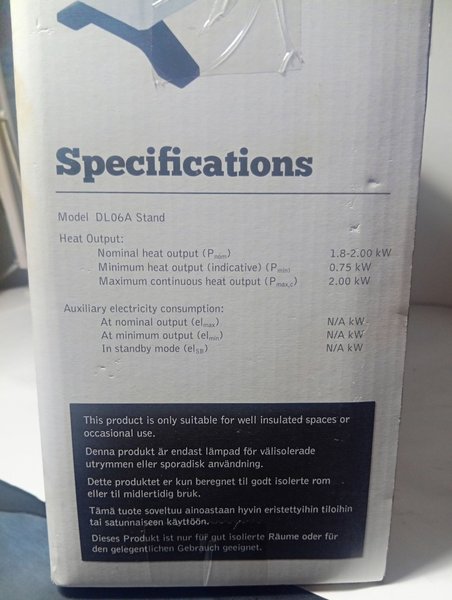 Specifications
Model DL06A Stand
Heat Output:
Nominal heat output (Pnom) 1.8-2.00 kW
Minimum heat output (indicative) (Pmin) 0.75 kW
Maximum continuous heat output (Pmax,c) 2.00 kW
Auxiliary electricity consumption:
At nominal output (elmax) N/A kW
At minimum output (elmin) N/A kW
In standby mode (elSB) N/A kW
This product is only suitable for well insulated spaces or
occasional use.
Denna produkt är endast lämpad för välisolerade
utrymmen eller sporadisk användning.
Dette produktet er kun beregnet til godt isolerte rom
eller til midlertidig bruk.
Tämä tuote soveltuu ainoastaan hyvin eristettyihin tiloihin
tai satunnaiseen käyttöön.
Dieses Produkt ist nur für gut isolierte Räume oder für
den gelegentlichen Gebrauch geeignet.